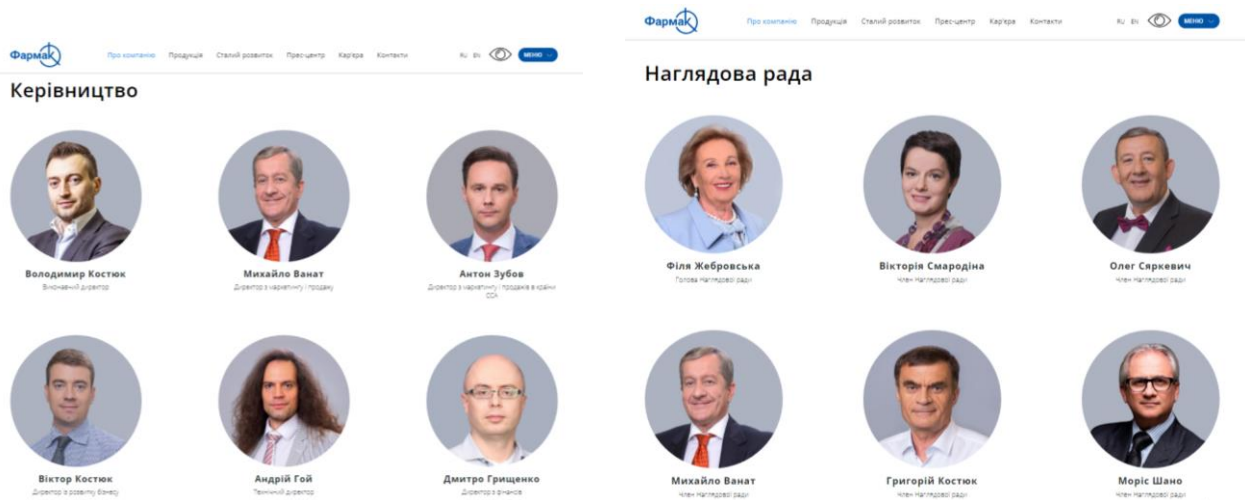 Фармак
Про компанію Продукція Сталий розвиток Прес-центр Кар'єра Контакти
RU EN
МЕНЮ
Керівництво
Володимир Костюк
Виконавчий директор
Михайло Ванат
Директор з маркетингу і продажу
Антон Зубов
Директор з маркетингу і продажів в країни
ССА
Віктор Костюк
Директор із розвитку бізнесу
Андрій Гой
Технічний директор
Дмитро Грищенко
Директор з фінансів
Фармак
Про компанію Продукція Сталий розвиток Прес-центр Кар'єра Контакти
RU EN
МЕНЮ
Наглядова рада
Філя Жебровська
Голова Наглядової ради
Вікторія Смародіна
Член Наглядової ради
Олег Сяркевич
Член Наглядової ради
Михайло Ванат
Член Наглядової ради
Григорій Костюк
Член Наглядової ради
Моріс Шано
Член Наглядової ради